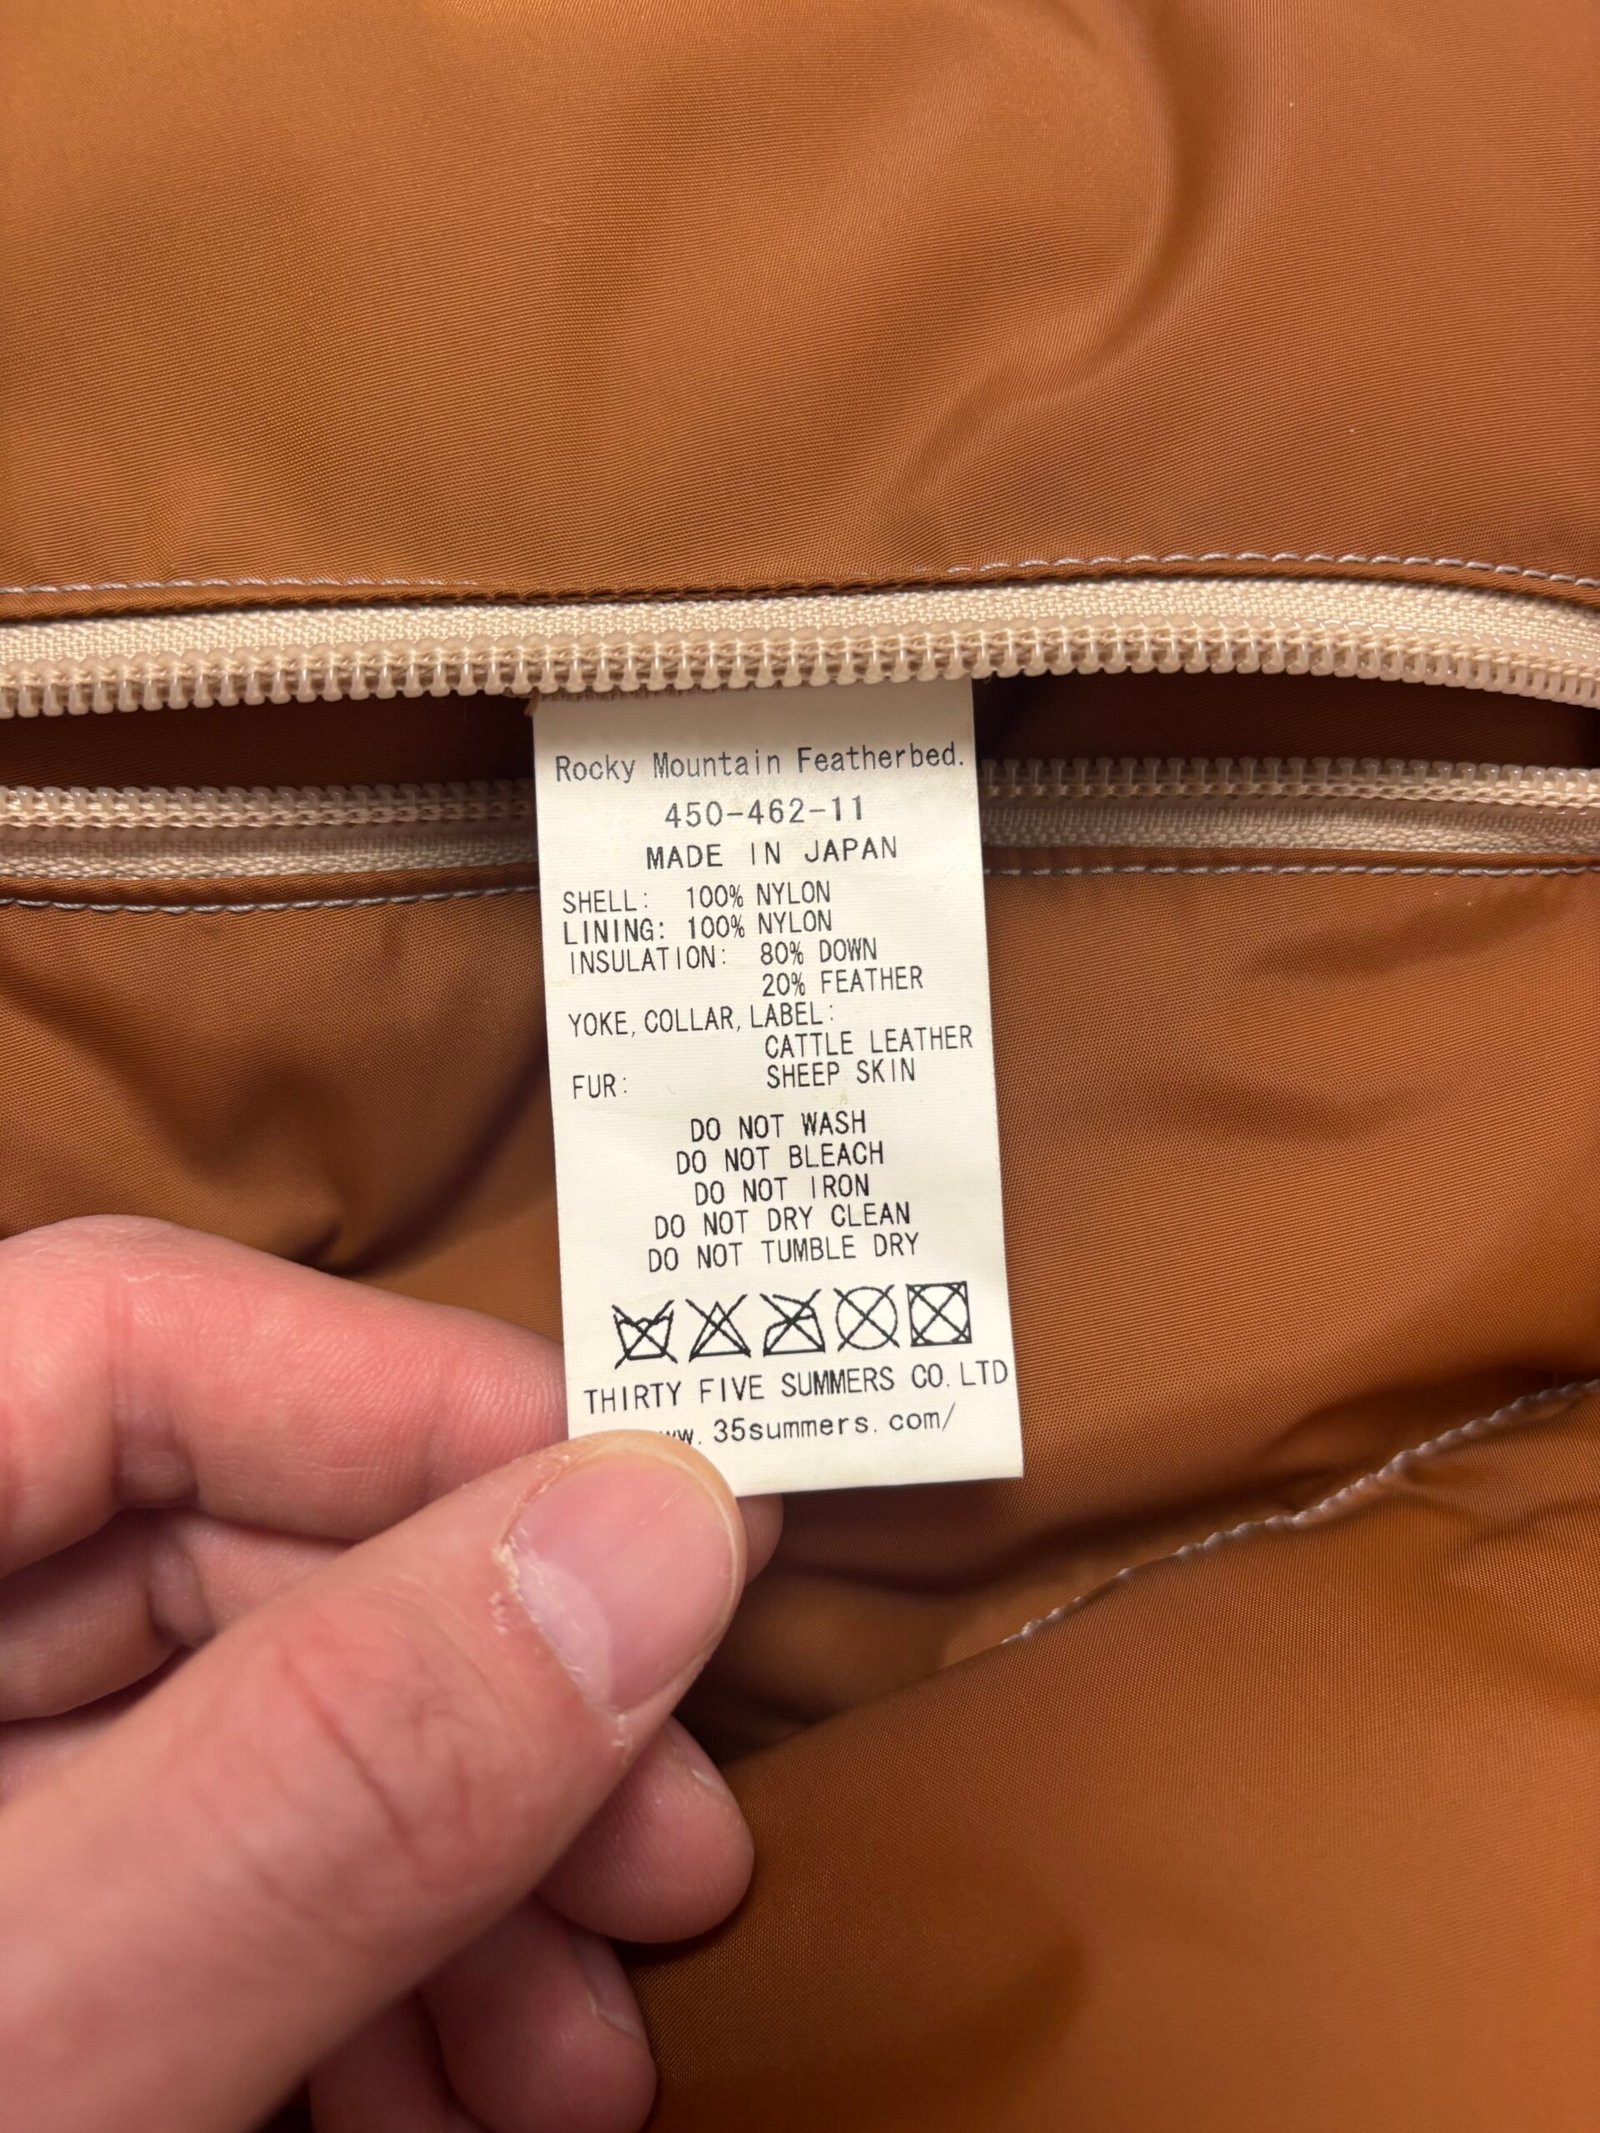 Rocky Mountain Featherbed.
450-462-11
MADE IN JAPAN
SHELL: 100% NYLON
LINING: 100% NYLON
INSULATION: 80% DOWN
20% FEATHER
YOKE, COLLAR, LABEL:
CATTLE LEATHER
FUR: SHEEP SKIN
DO NOT WASH
DO NOT BLEACH
DO NOT IRON
DO NOT DRY CLEAN
DO NOT TUMBLE DRY
THIRTY FIVE SUMMERS CO. LTD
ww. 35summers. com/